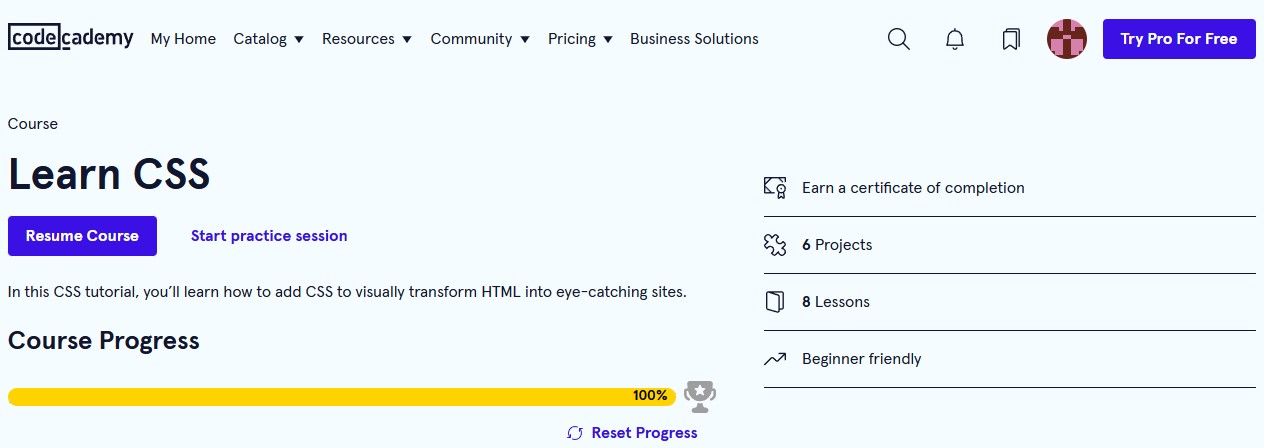 codecademy My Home Catalog Resources Community Pricing Business Solutions Try Pro For Free
Course
Learn CSS
Resume Course Start practice session
In this CSS tutorial, you’ll learn how to add CSS to visually transform HTML into eye-catching sites.
Course Progress
100%
Reset Progress
Earn a certificate of completion
6 Projects
8 Lessons
Beginner friendly